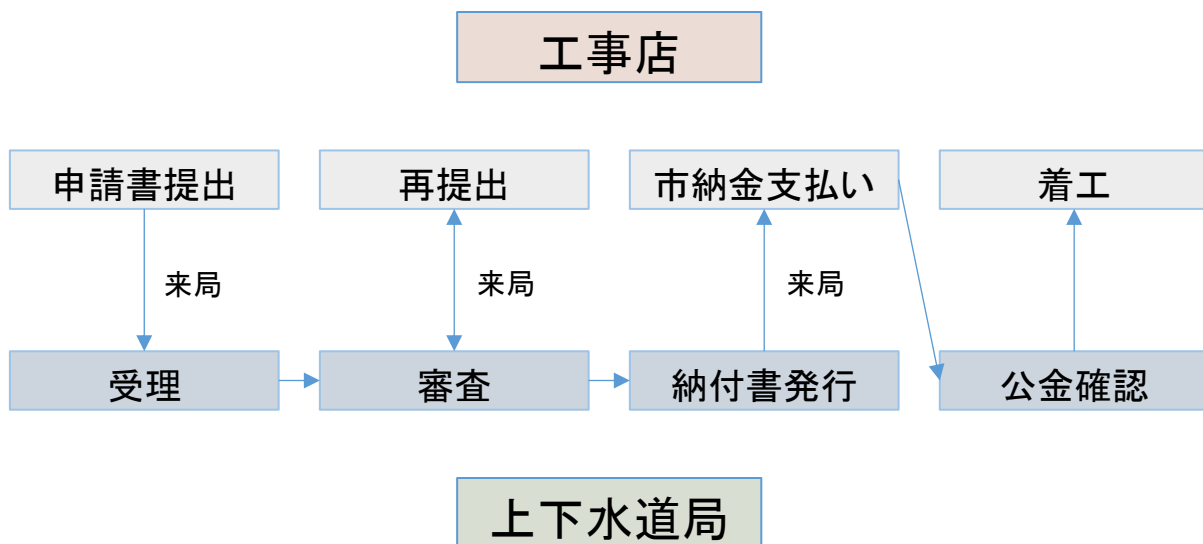 工事店
申請書提出
再提出
市納金支払い
着工
来局
来局
来局
受理
審査
納付書発行
公金確認
上下水道局